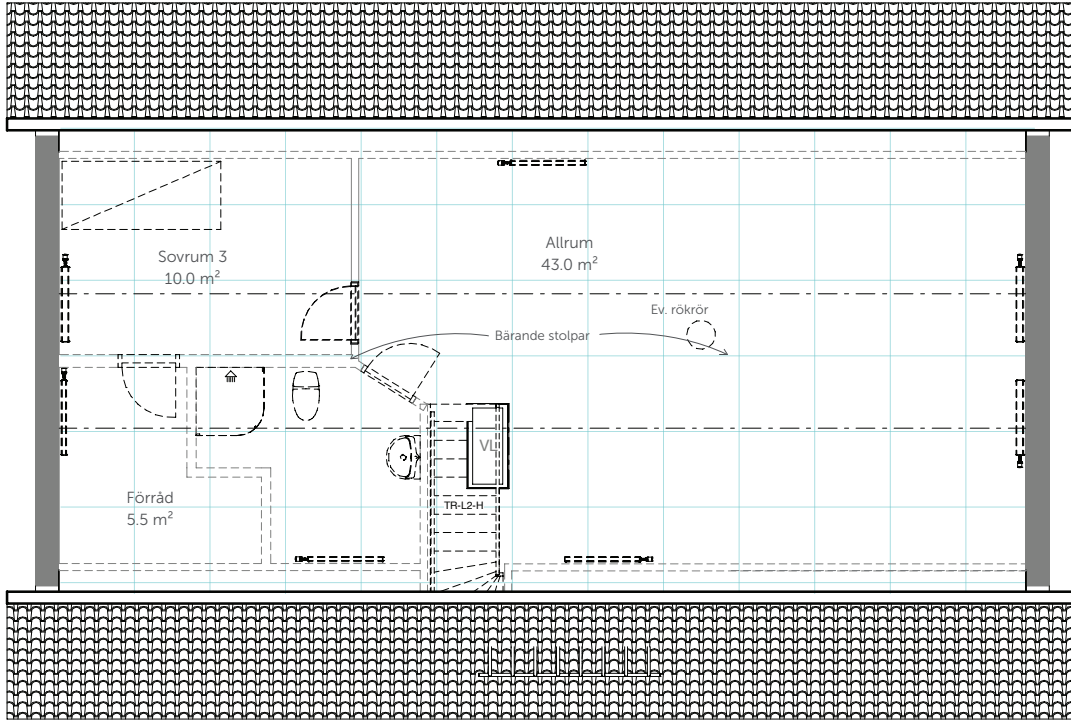 Sovrum 3
10.0 m²
Allrum
43.0 m²
Ev. rökrör
Bärande stolpar
VL
TR-L2-H
Förråd
5.5 m²